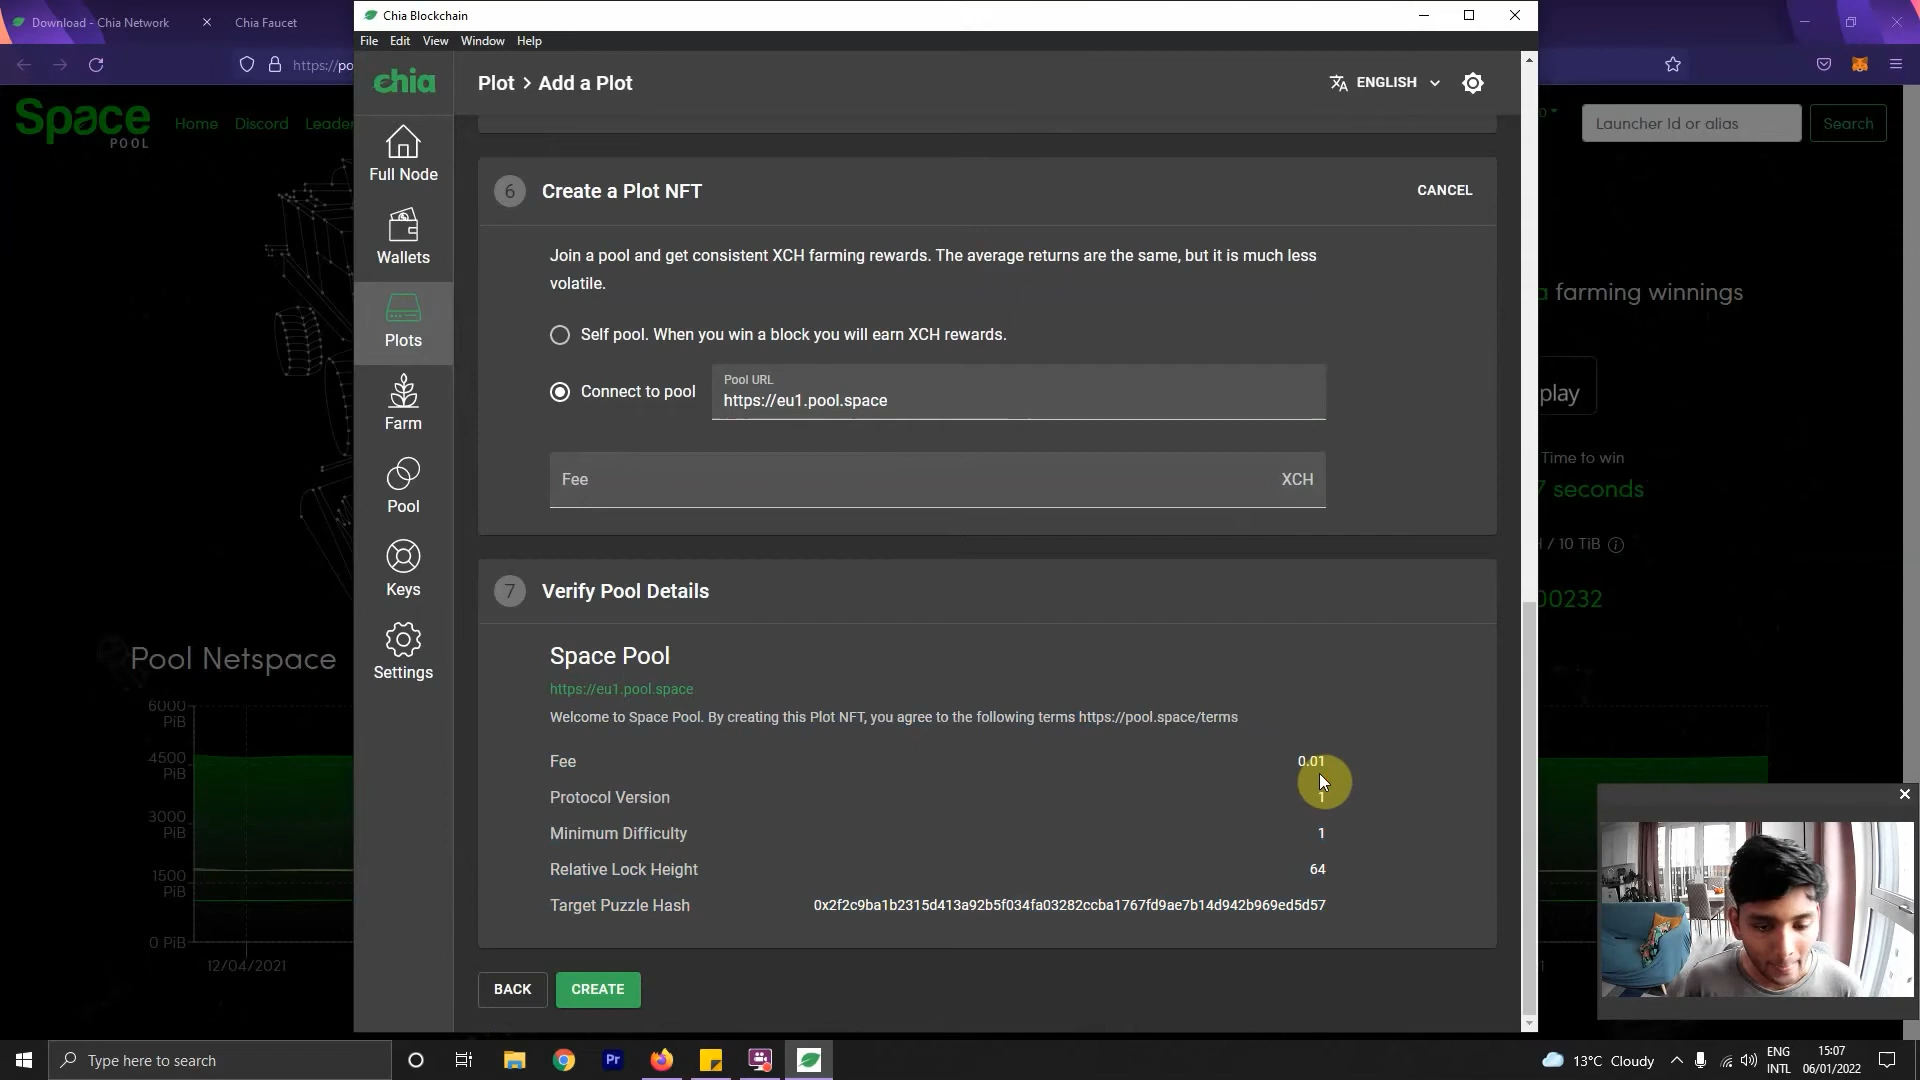 Download - Chia Network
Chia Faucet
https://po
Space
POOL
Home
Discord
Leader
Launcher Id or alias
Search
farming winnings
play
Time to win
7 seconds
/ 10 TiB
00232
Pool Netspace
6000
PiB
4500
PiB
3000
PiB
1500
PiB
0 PiB
12/04/2021
Chia Blockchain
File
Edit
View
Window
Help
chia
Plot > Add a Plot
ENGLISH
Full Node
Wallets
Plots
Farm
Pool
Keys
Settings
6
Create a Plot NFT
CANCEL
Join a pool and get consistent XCH farming rewards. The average returns are the same, but it is much less
volatile.
Self pool. When you win a block you will earn XCH rewards.
Connect to pool
Pool URL
https://eu1.pool.space
Fee
XCH
7
Verify Pool Details
Space Pool
https://eu1.pool.space
Welcome to Space Pool. By creating this Plot NFT, you agree to the following terms https://pool.space/terms
Fee
0.01
Protocol Version
1
Minimum Difficulty
1
Relative Lock Height
64
Target Puzzle Hash
0x2f2c9ba1b2315d413a92b5f034fa03282ccba1767fd9ae7b14d942b969ed5d57
BACK
CREATE
Type here to search
Pr
13°C Cloudy
ENG
INTL
15:07
06/01/2022